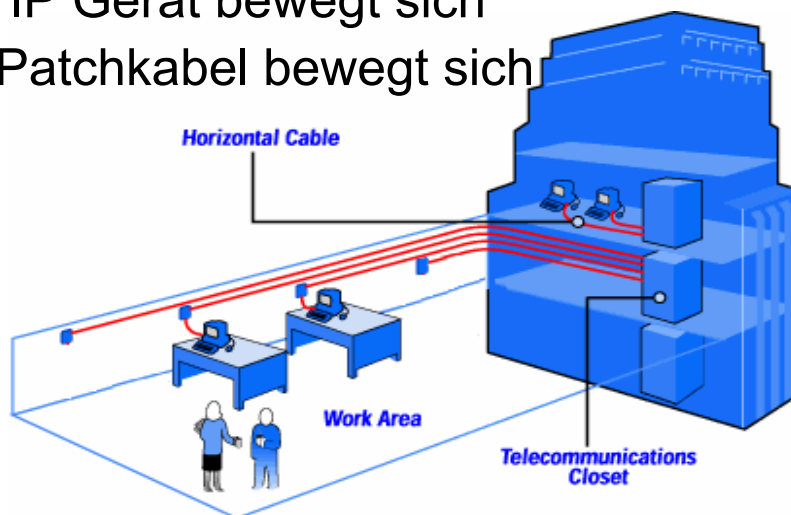 IP Gerät bewegt sich
Patchkabel bewegt sich
Horizontal Cable
Work Area
Telecommunications
Closet